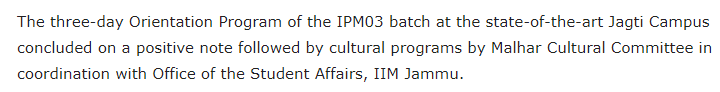 The three-day Orientation Program of the IPM03 batch at the state-of-the-art Jagti Campus
concluded on a positive note followed by cultural programs by Malhar Cultural Committee in
coordination with Office of the Student Affairs, IIM Jammu.